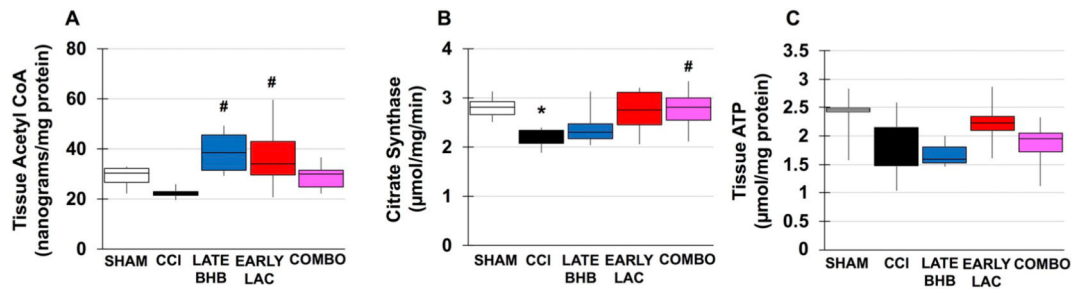 A
Tissue Acetyl CoA
(nanograms/mg protein)
80
60
40
20
0
#
#
SHAM CCI LATE BHB EARLY LAC COMBO
B
Citrate Synthase
(µmol/mg/min)
4
3
2
1
0
*
#
SHAM CCI LATE BHB EARLY LAC COMBO
C
Tissue ATP
(µmol/mg protein)
3.5
3
2.5
2
1.5
1
0.5
0
SHAM CCI LATE BHB EARLY LAC COMBO